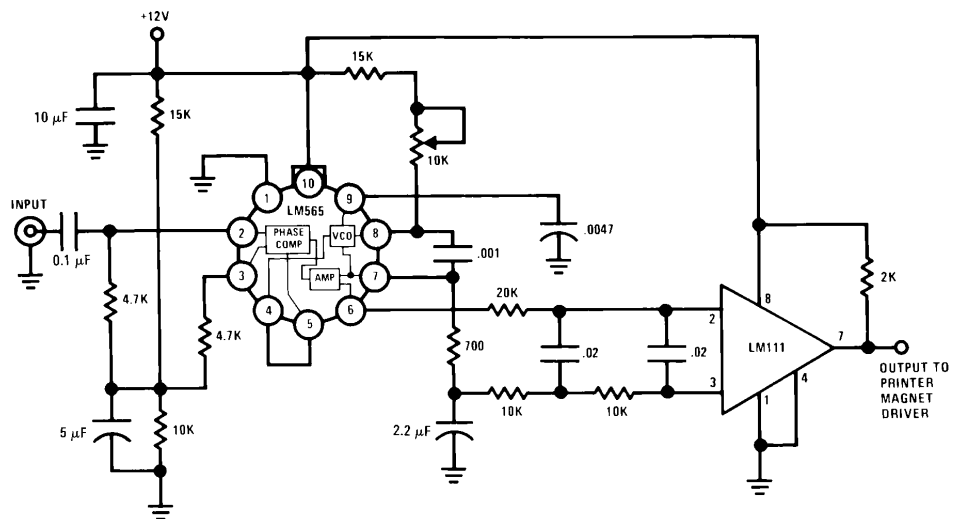 +12V
15K
10 µF
15K
10K
INPUT
0.1 µF
1
10
9
LM565
2
PHASE
COMP
VCO
8
3
AMP
7
4
5
6
.001
.0047
4.7K
4.7K
20K
700
.02
.02
2K
2
8
LM111
7
3
1
4
10K
10K
5 µF
10K
2.2 µF
OUTPUT TO
PRINTER
MAGNET
DRIVER